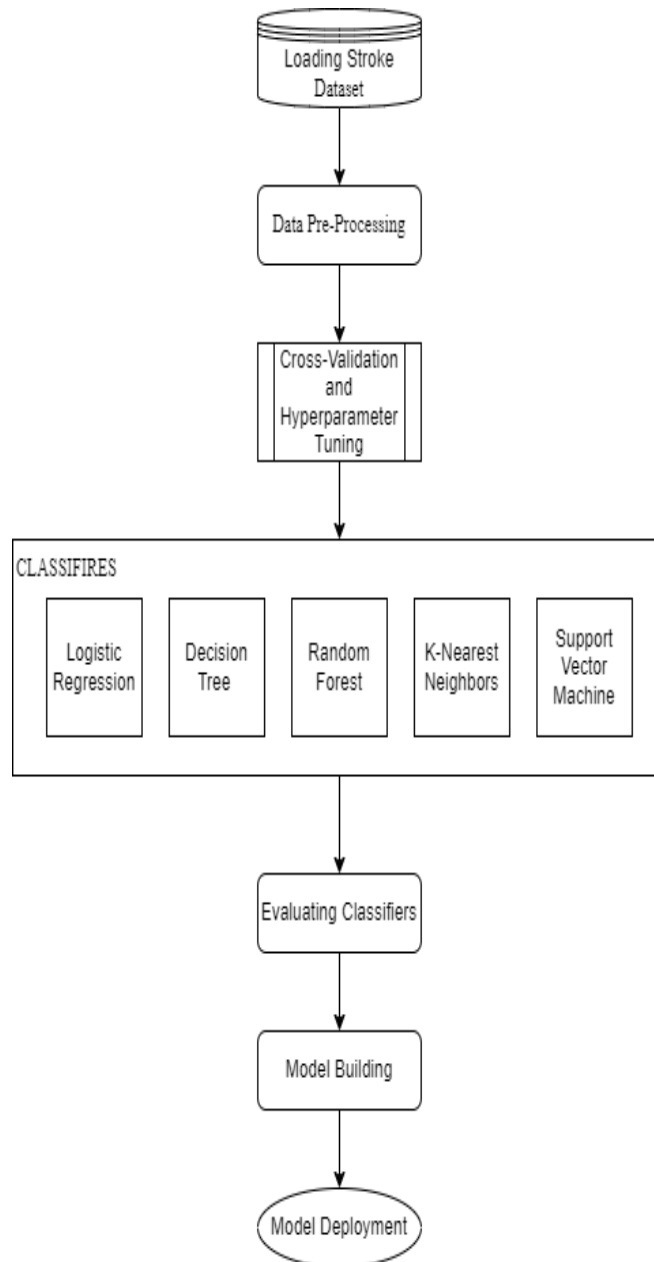 Loading Stroke
Dataset
Data Pre-Processing
Cross-Validation
and
Hyperparameter
Tuning
CLASSIFIRES
Logistic
Regression
Decision
Tree
Random
Forest
K-Nearest
Neighbors
Support
Vector
Machine
Evaluating Classifiers
Model Building
Model Deployment